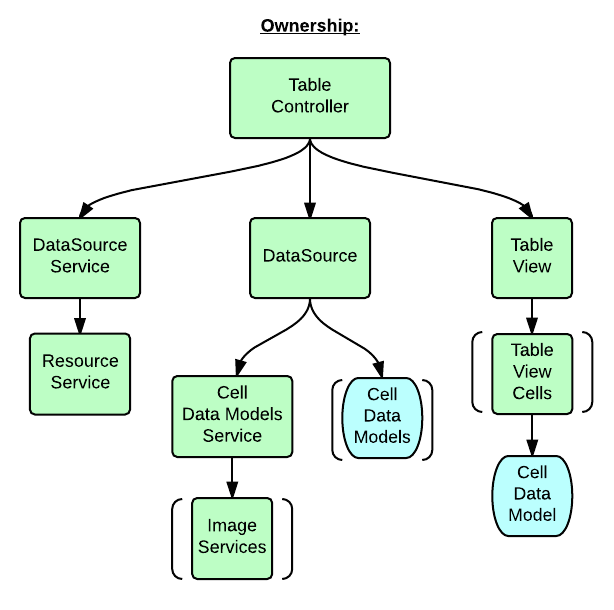 Ownership:
Table
Controller
DataSource
Service
DataSource
Table
View
Resource
Service
Cell
Data Models
Service
Cell
Data
Models
Table
View
Cells
Image
Services
Cell
Data
Model